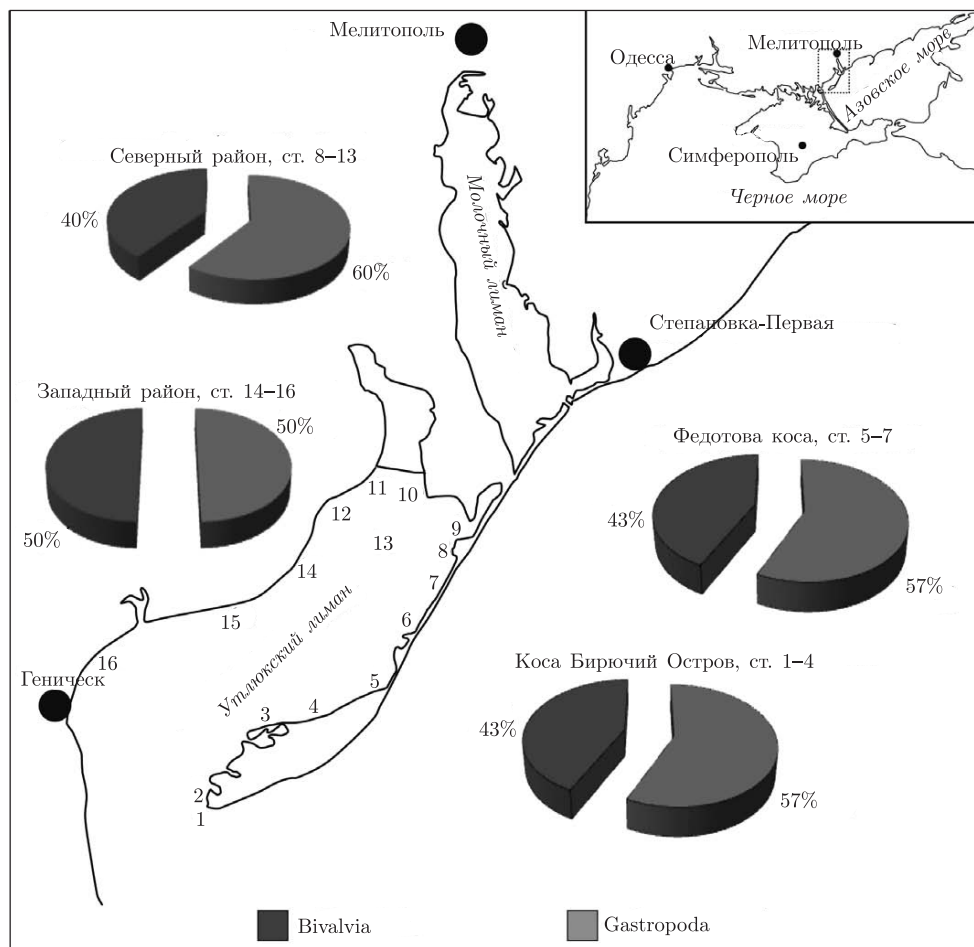 Мелитополь
Одесса
Мелитополь
Азовское море
Симферополь
Черное море
Северный район, ст. 8–13
40%
60%
Молочный лиман
Степановка-Первая
Западный район, ст. 14–16
50%
50%
Федотова коса, ст. 5–7
43%
57%
11
10
12
9
13
8
14
7
15
6
16
Утлюкский лиман
Геническ
5
4
3
2
1
Коса Бирючий Остров, ст. 1–4
43%
57%
Bivalvia
Gastropoda